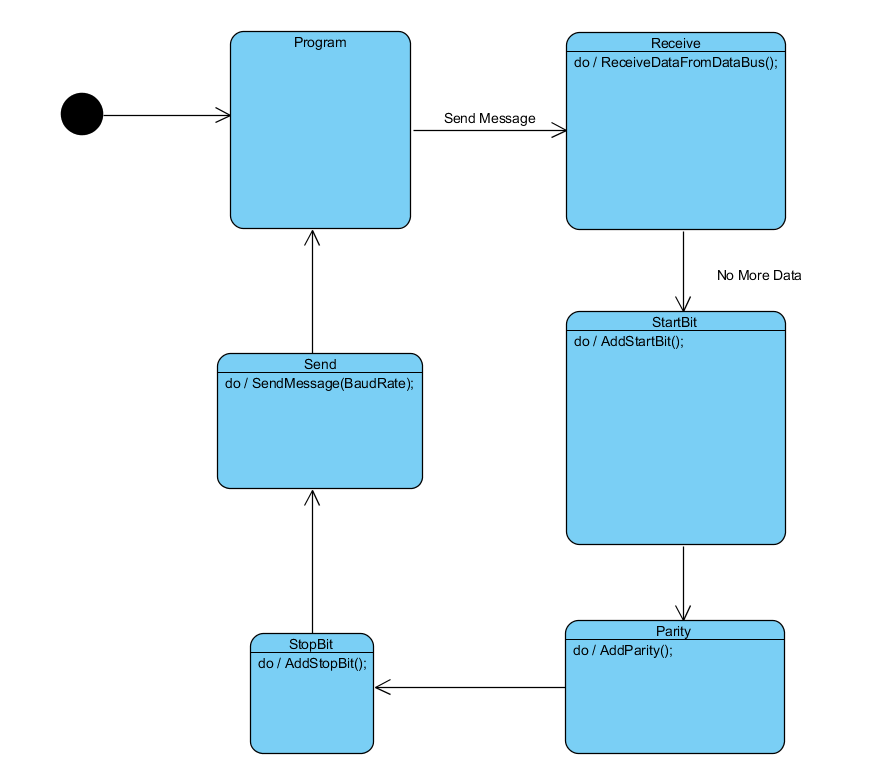 Program
Send Message
Receive
do / ReceiveDataFromDataBus();
No More Data
StartBit
do / AddStartBit();
Parity
do / AddParity();
StopBit
do / AddStopBit();
Send
do / SendMessage(BaudRate);